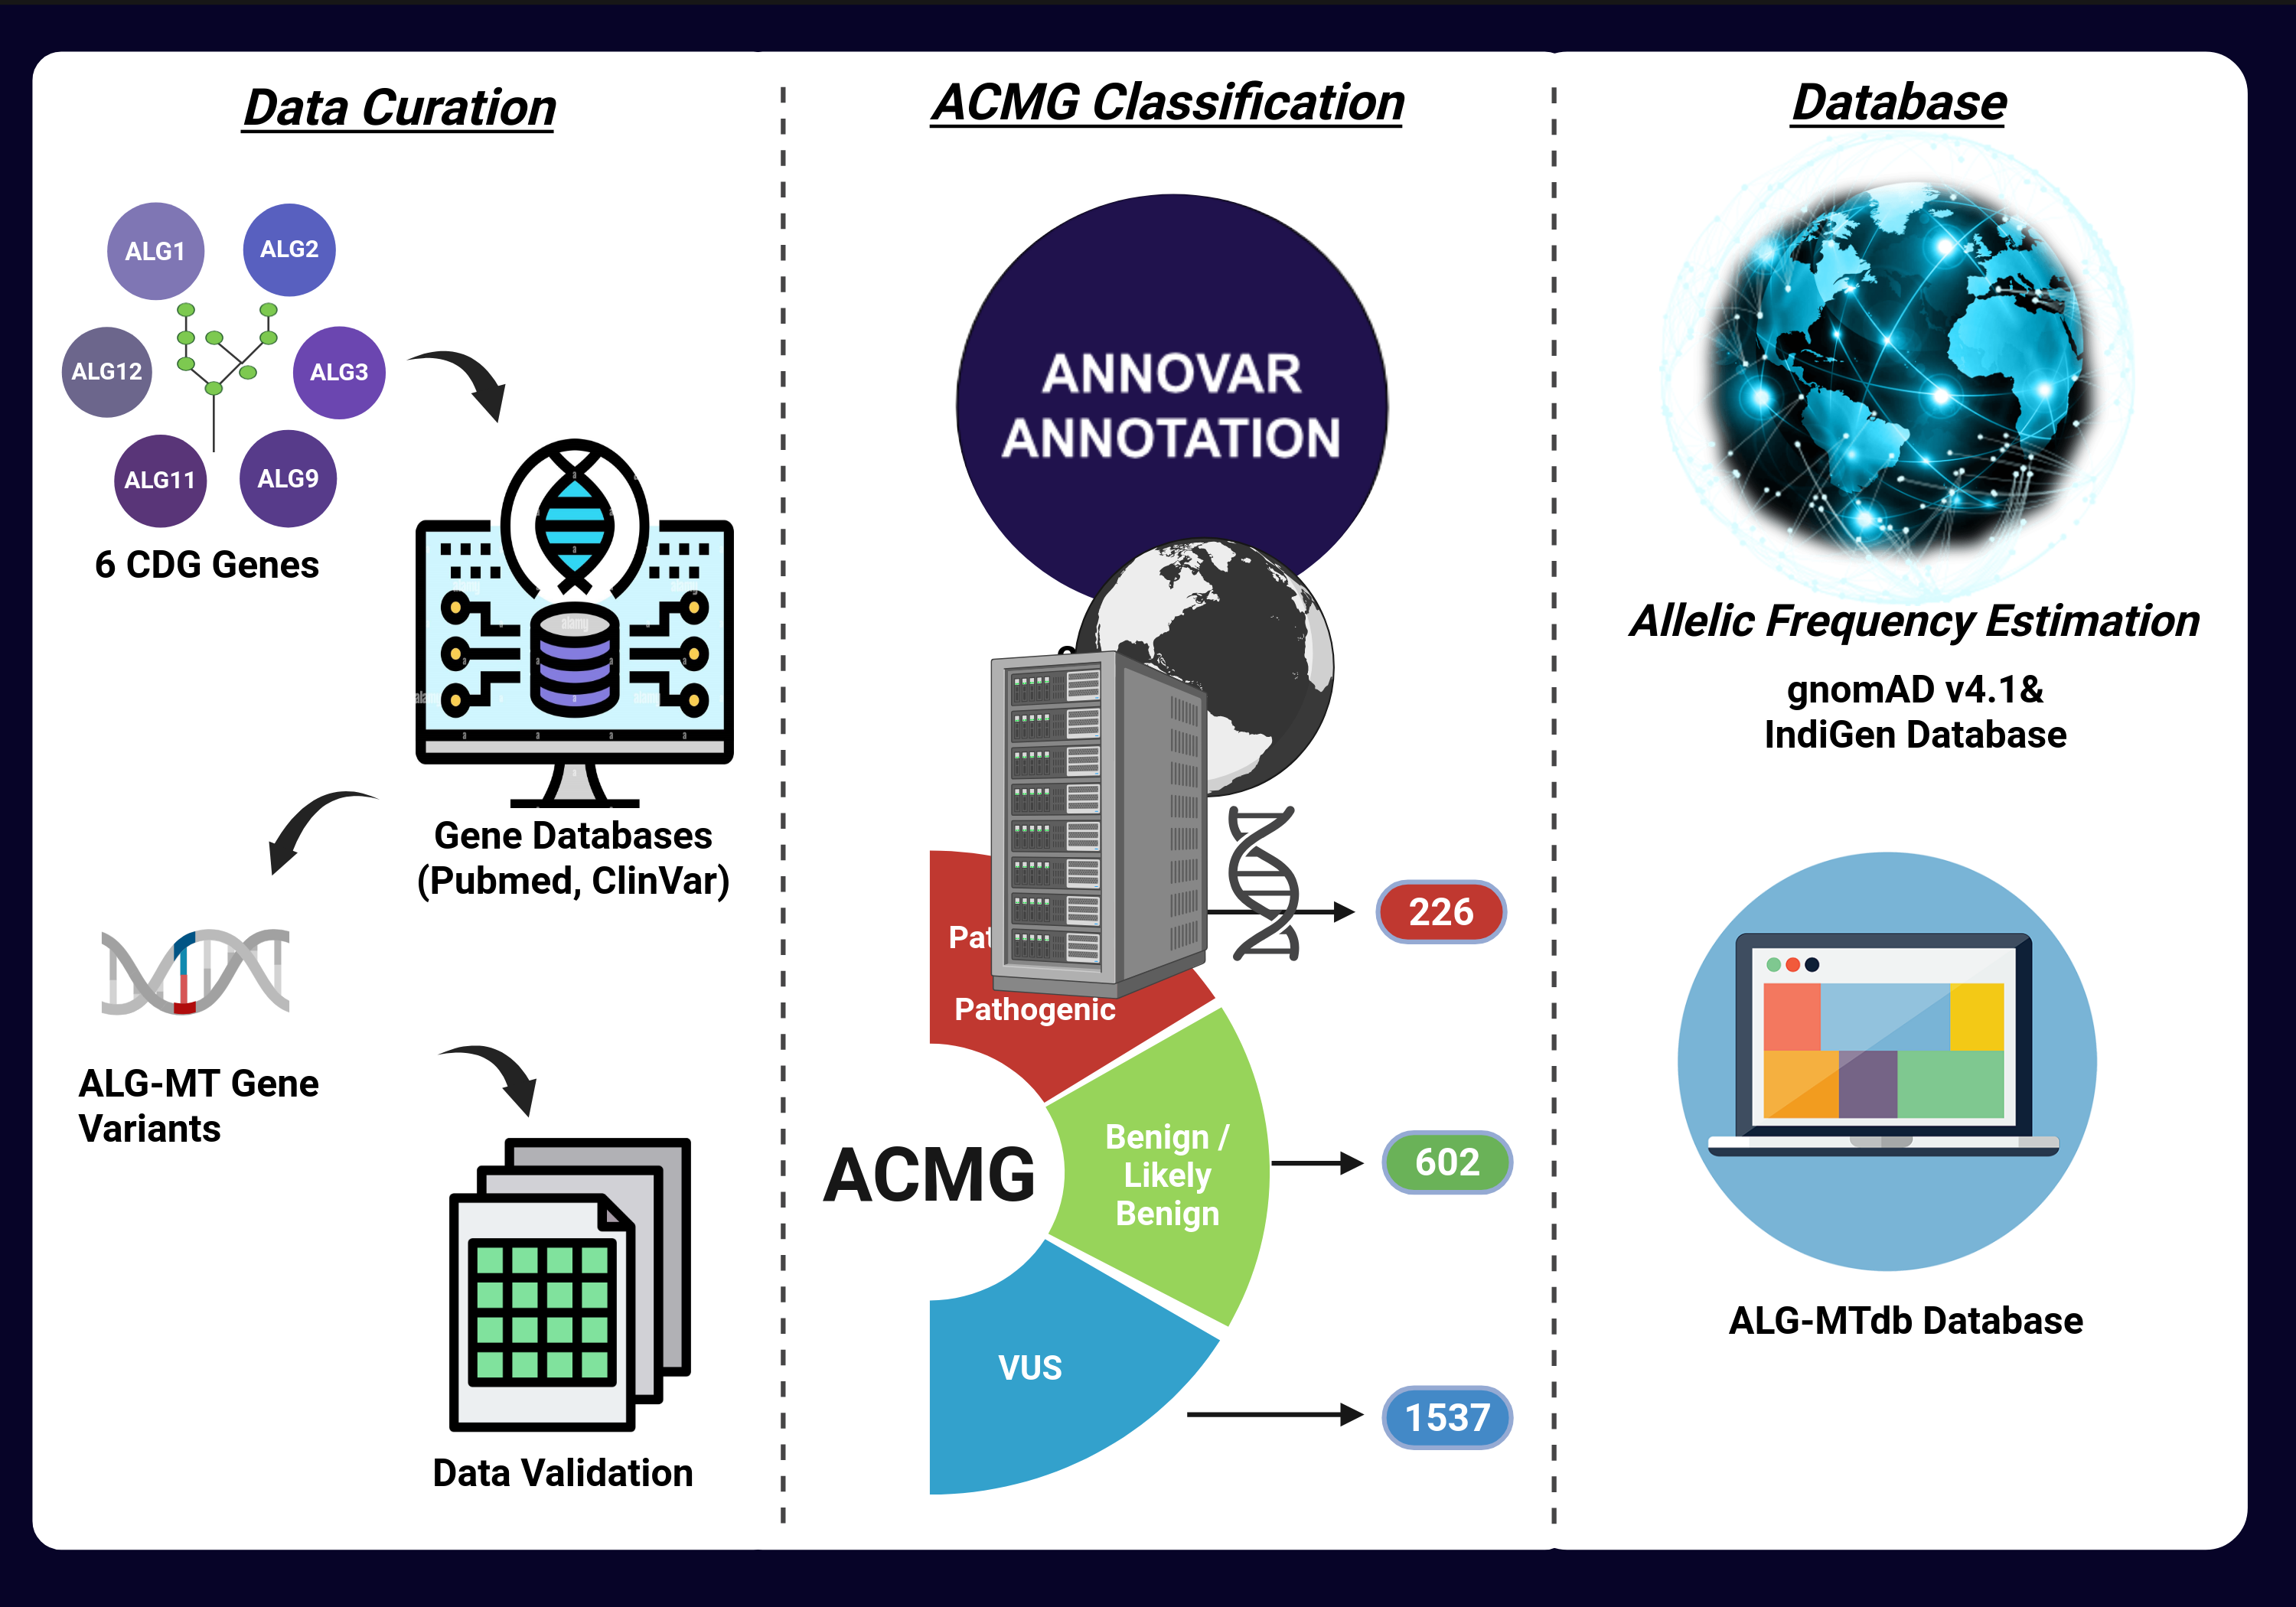 Data Curation
ALG1
ALG2
ALG12
ALG3
ALG11
ALG9
6 CDG Genes
alamy
Gene Databases
(Pubmed, ClinVar)
ALG-MT Gene
Variants
Data Validation
ACMG Classification
ANNOVAR
ANNOTATION
Pathogenic
226
ACMG
Benign /
Likely
Benign
602
VUS
1537
Database
Allelic Frequency Estimation
gnomAD v4.1&
IndiGen Database
ALG-MTdb Database